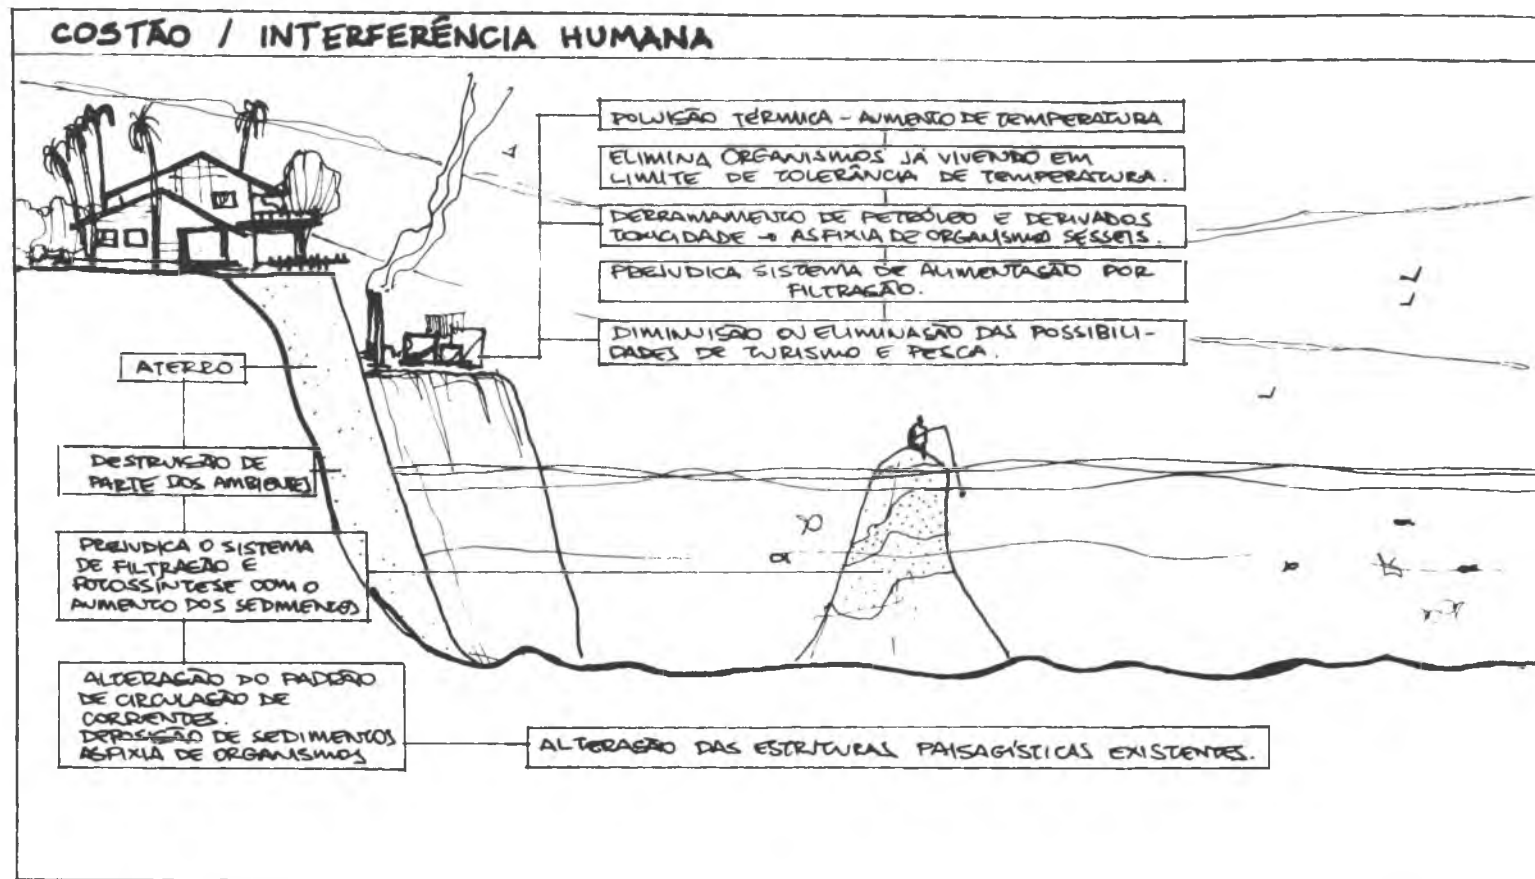 COSTÃO / INTERFERÊNCIA HUMANA
POLUIÇÃO TÉRMICA - AUMENTO DE TEMPERATURA
ELIMINA ORGANISMOS JÁ VIVENDO EM
LIMITE DE TOLERÂNCIA DE TEMPERATURA.
DERRAMAMENTO DE PETRÓLEO E DERIVADOS
TOXICIDADE → ASFIXIA DE ORGANISMO SÉSSEIS.
PREJUDICA SISTEMA DE ALIMENTAÇÃO POR
FILTRAÇÃO.
DIMINUIÇÃO OU ELIMINAÇÃO DAS POSSIBILI-
DADES DE TURISMO E PESCA.
ATERRO
DESTRUIÇÃO DE
PARTE DOS AMBIENTES
PREJUDICA O SISTEMA
DE FILTRAÇÃO E
FOTOSSÍNTESE COM O
AUMENTO DOS SEDIMENTOS
ALTERAÇÃO DO PADRÃO
DE CIRCULAÇÃO DE
CORRENTES.
DEPOSIÇÃO DE SEDIMENTOS
ASFIXIA DE ORGANISMOS
ALTERAÇÃO DAS ESTRUTURAS PAISAGÍSTICAS EXISTENTES.